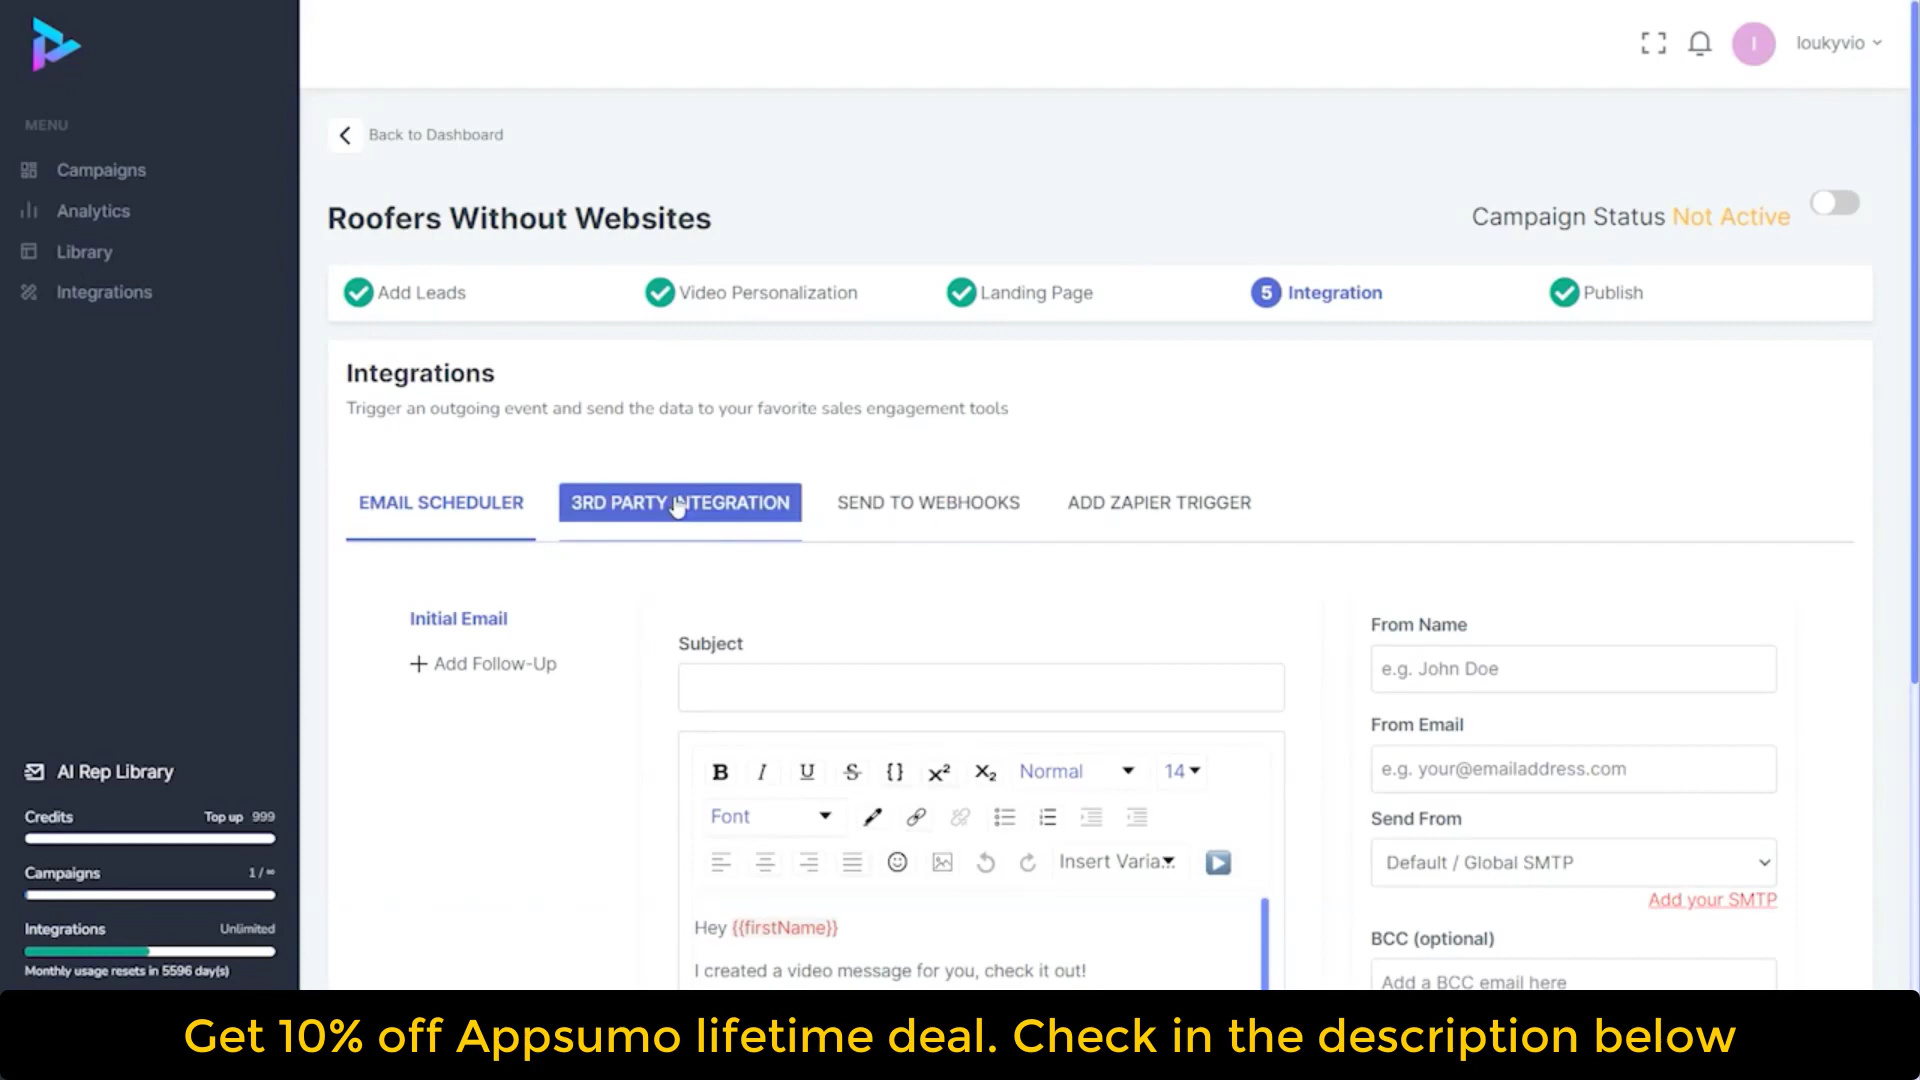 I
loukyvio
MENU
Campaigns
Analytics
Library
Integrations
AI Rep Library
Credits Top up 999
Campaigns 1 / ∞
Integrations Unlimited
Monthly usage resets in 5596 day(s)
Back to Dashboard
Roofers Without Websites
Campaign Status Not Active
Add Leads
Video Personalization
Landing Page
5 Integration
Publish
Integrations
Trigger an outgoing event and send the data to your favorite sales engagement tools
EMAIL SCHEDULER
3RD PARTY INTEGRATION
SEND TO WEBHOOKS
ADD ZAPIER TRIGGER
Initial Email
+ Add Follow-Up
Subject
B I U S {} x² X₂ Normal 14
Font
Insert Varia...
Hey {{firstName}}
I created a video message for you, check it out!
From Name
e.g. John Doe
From Email
e.g. your@emailaddress.com
Send From
Default / Global SMTP
Add your SMTP
BCC (optional)
Add a BCC email here
Get 10% off Appsumo lifetime deal. Check in the description below